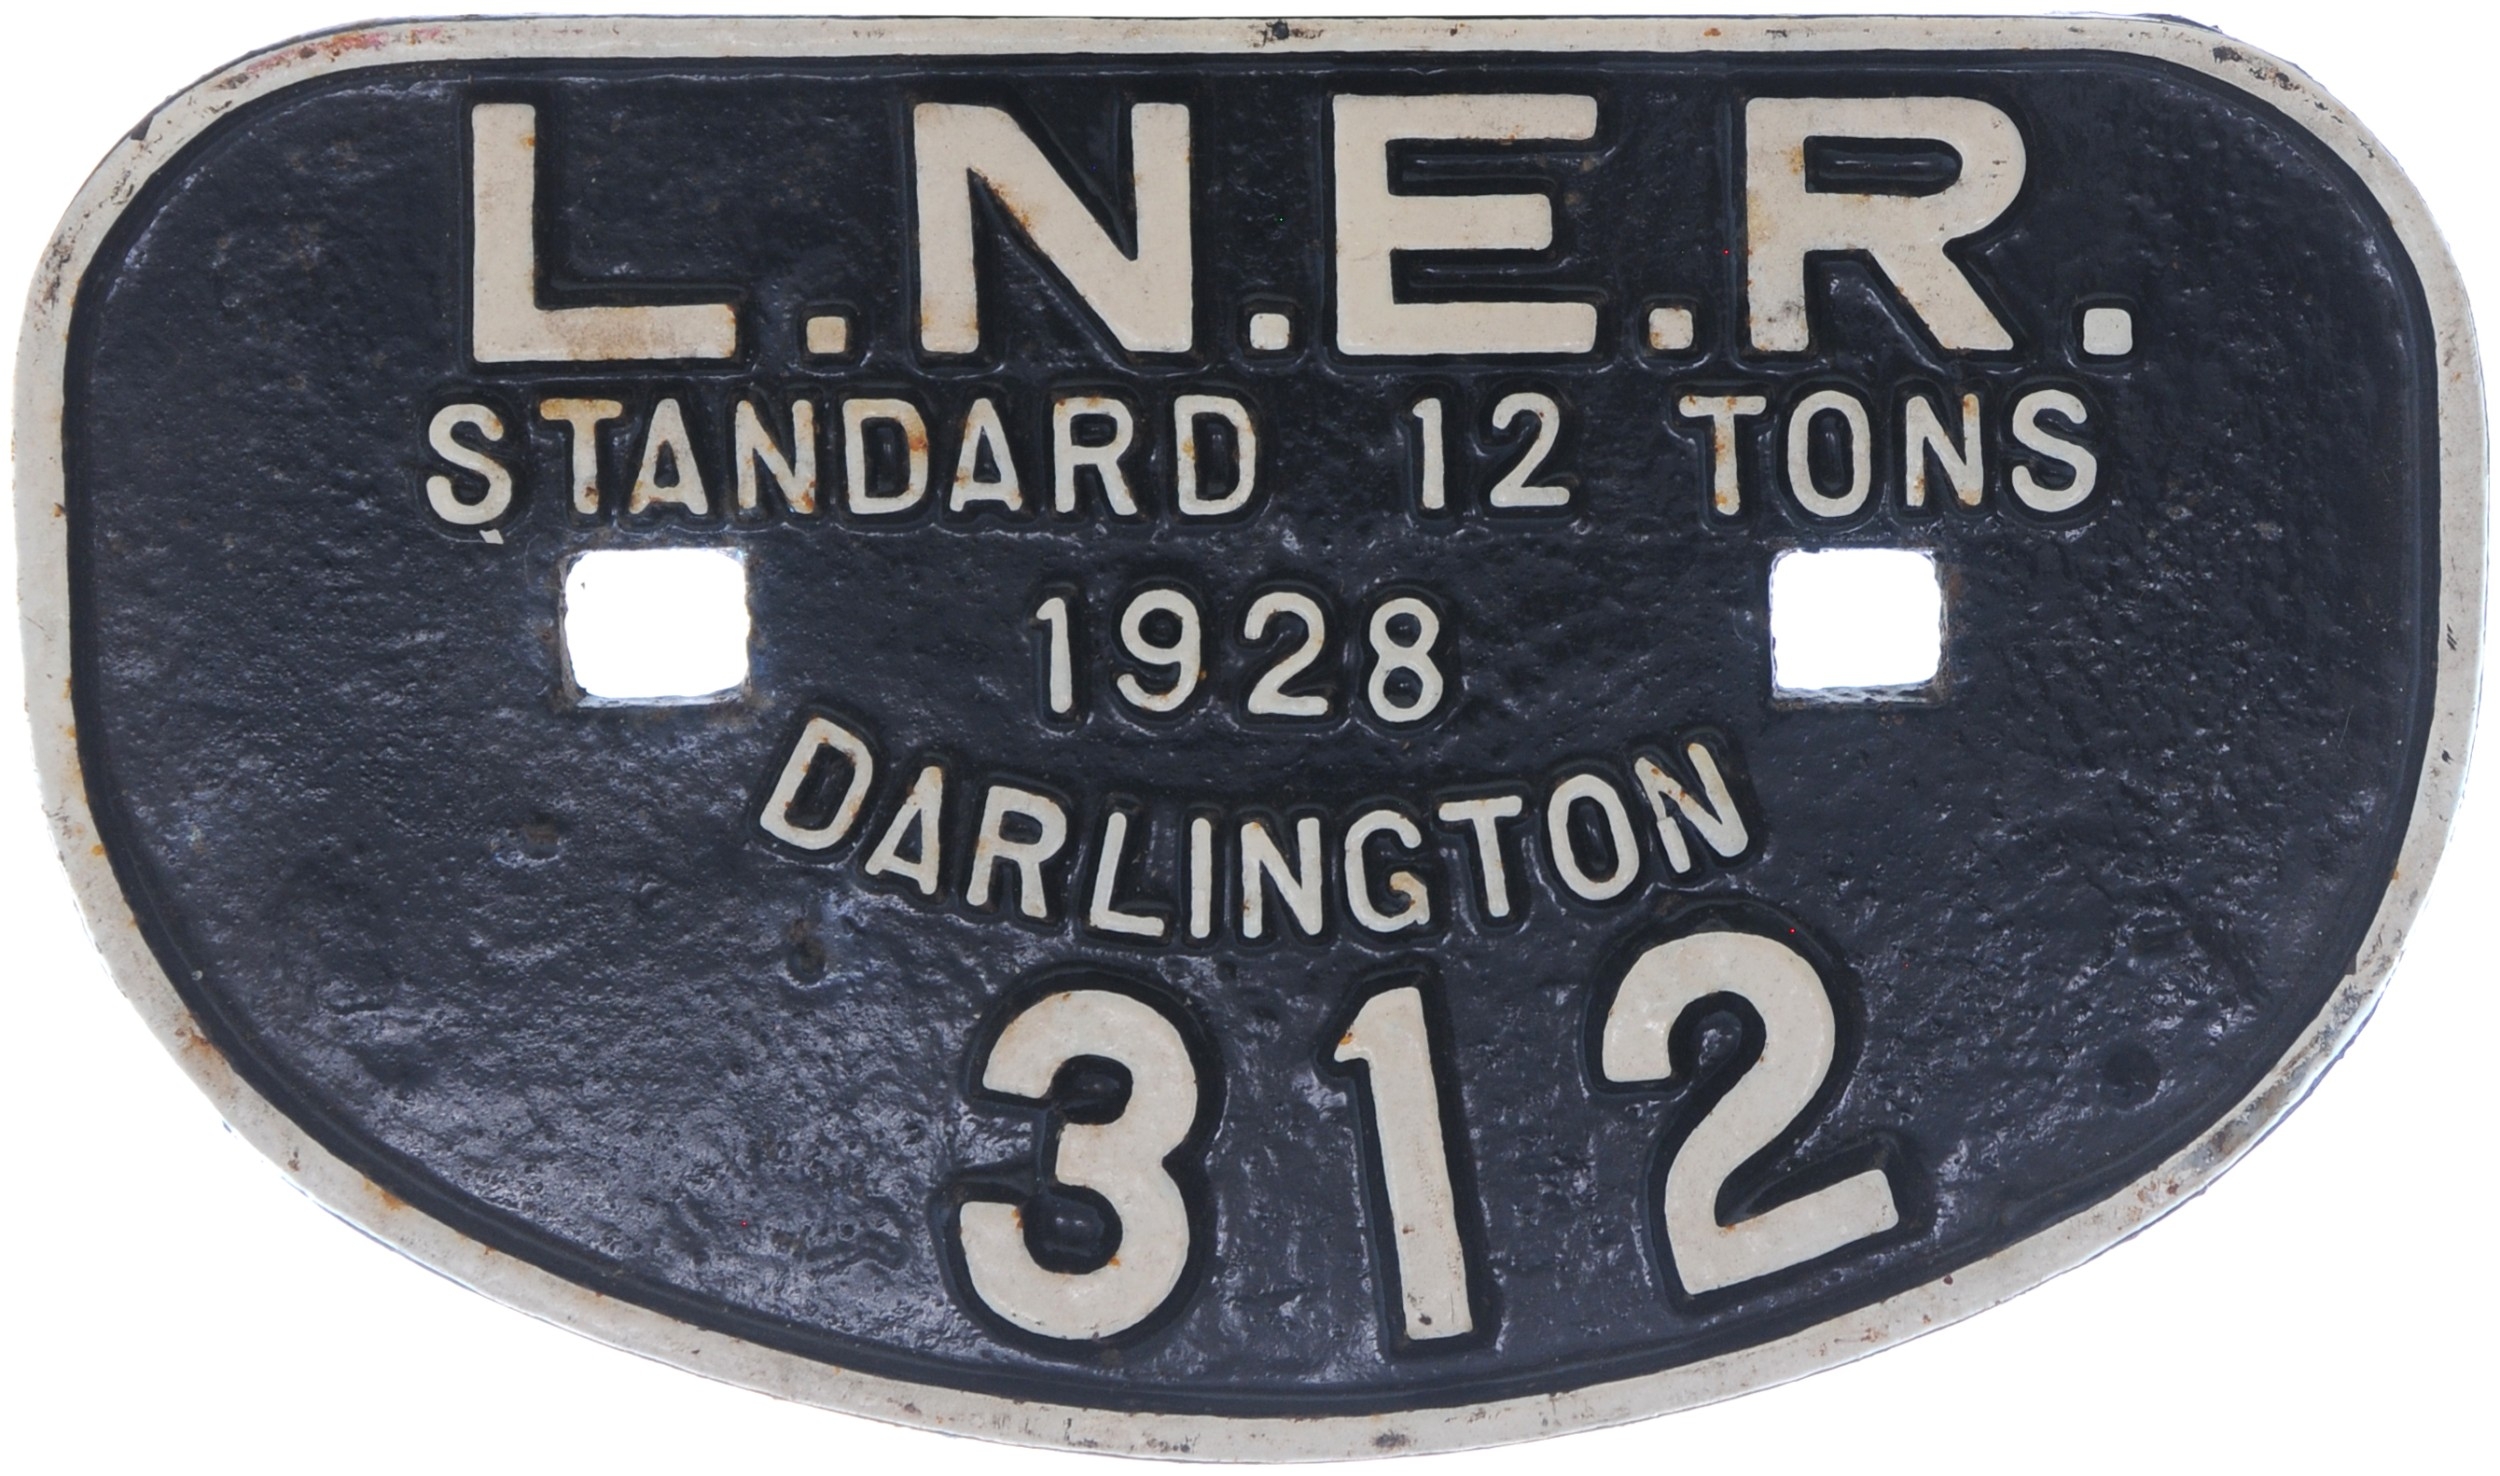 L.N.E.R.
STANDARD 12 TONS
1928
DARLINGTON
312